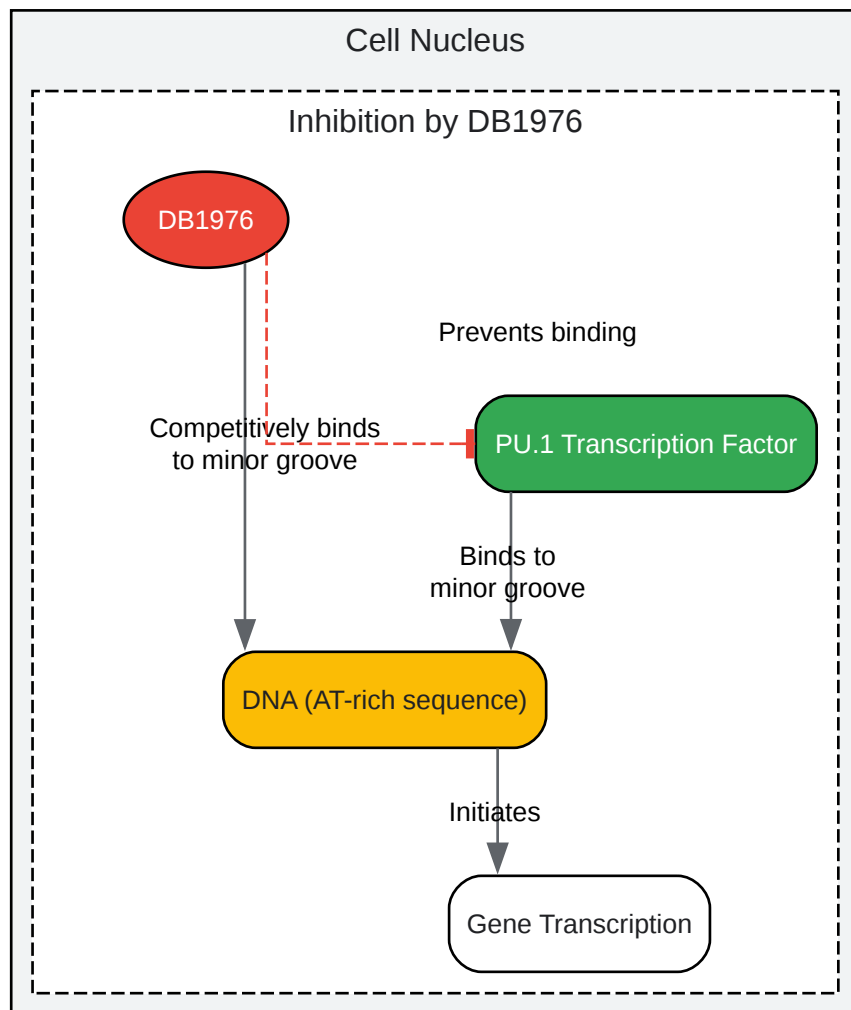 Cell Nucleus
Inhibition by DB1976
DB1976
Prevents binding
Competitively binds
to minor groove
PU.1 Transcription Factor
Binds to
minor groove
DNA (AT-rich sequence)
Initiates
Gene Transcription